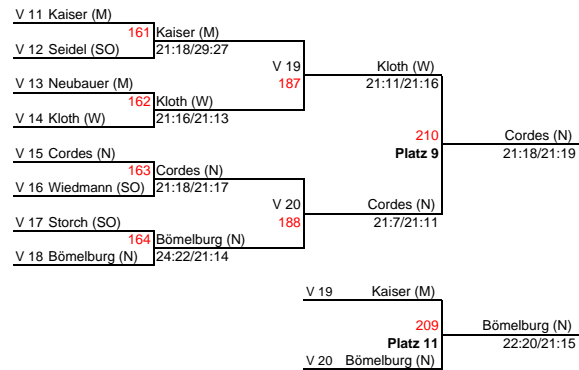 V 11 Kaiser (M)
161 Kaiser (M)
V 12 Seidel (SO) 21:18/29:27
V 19 Kloth (W)
V 13 Neubauer (M) 187 21:11/21:16
162 Kloth (W)
V 14 Kloth (W) 21:16/21:13
210 Cordes (N)
V 15 Cordes (N) Platz 9 21:18/21:19
163 Cordes (N)
V 16 Wiedmann (SO) 21:18/21:17
V 20 Cordes (N)
V 17 Storch (SO) 188 21:7/21:11
164 Bömelburg (N)
V 18 Bömelburg (N) 24:22/21:14
V 19 Kaiser (M)
209 Bömelburg (N)
Platz 11 22:20/21:15
V 20 Bömelburg (N)